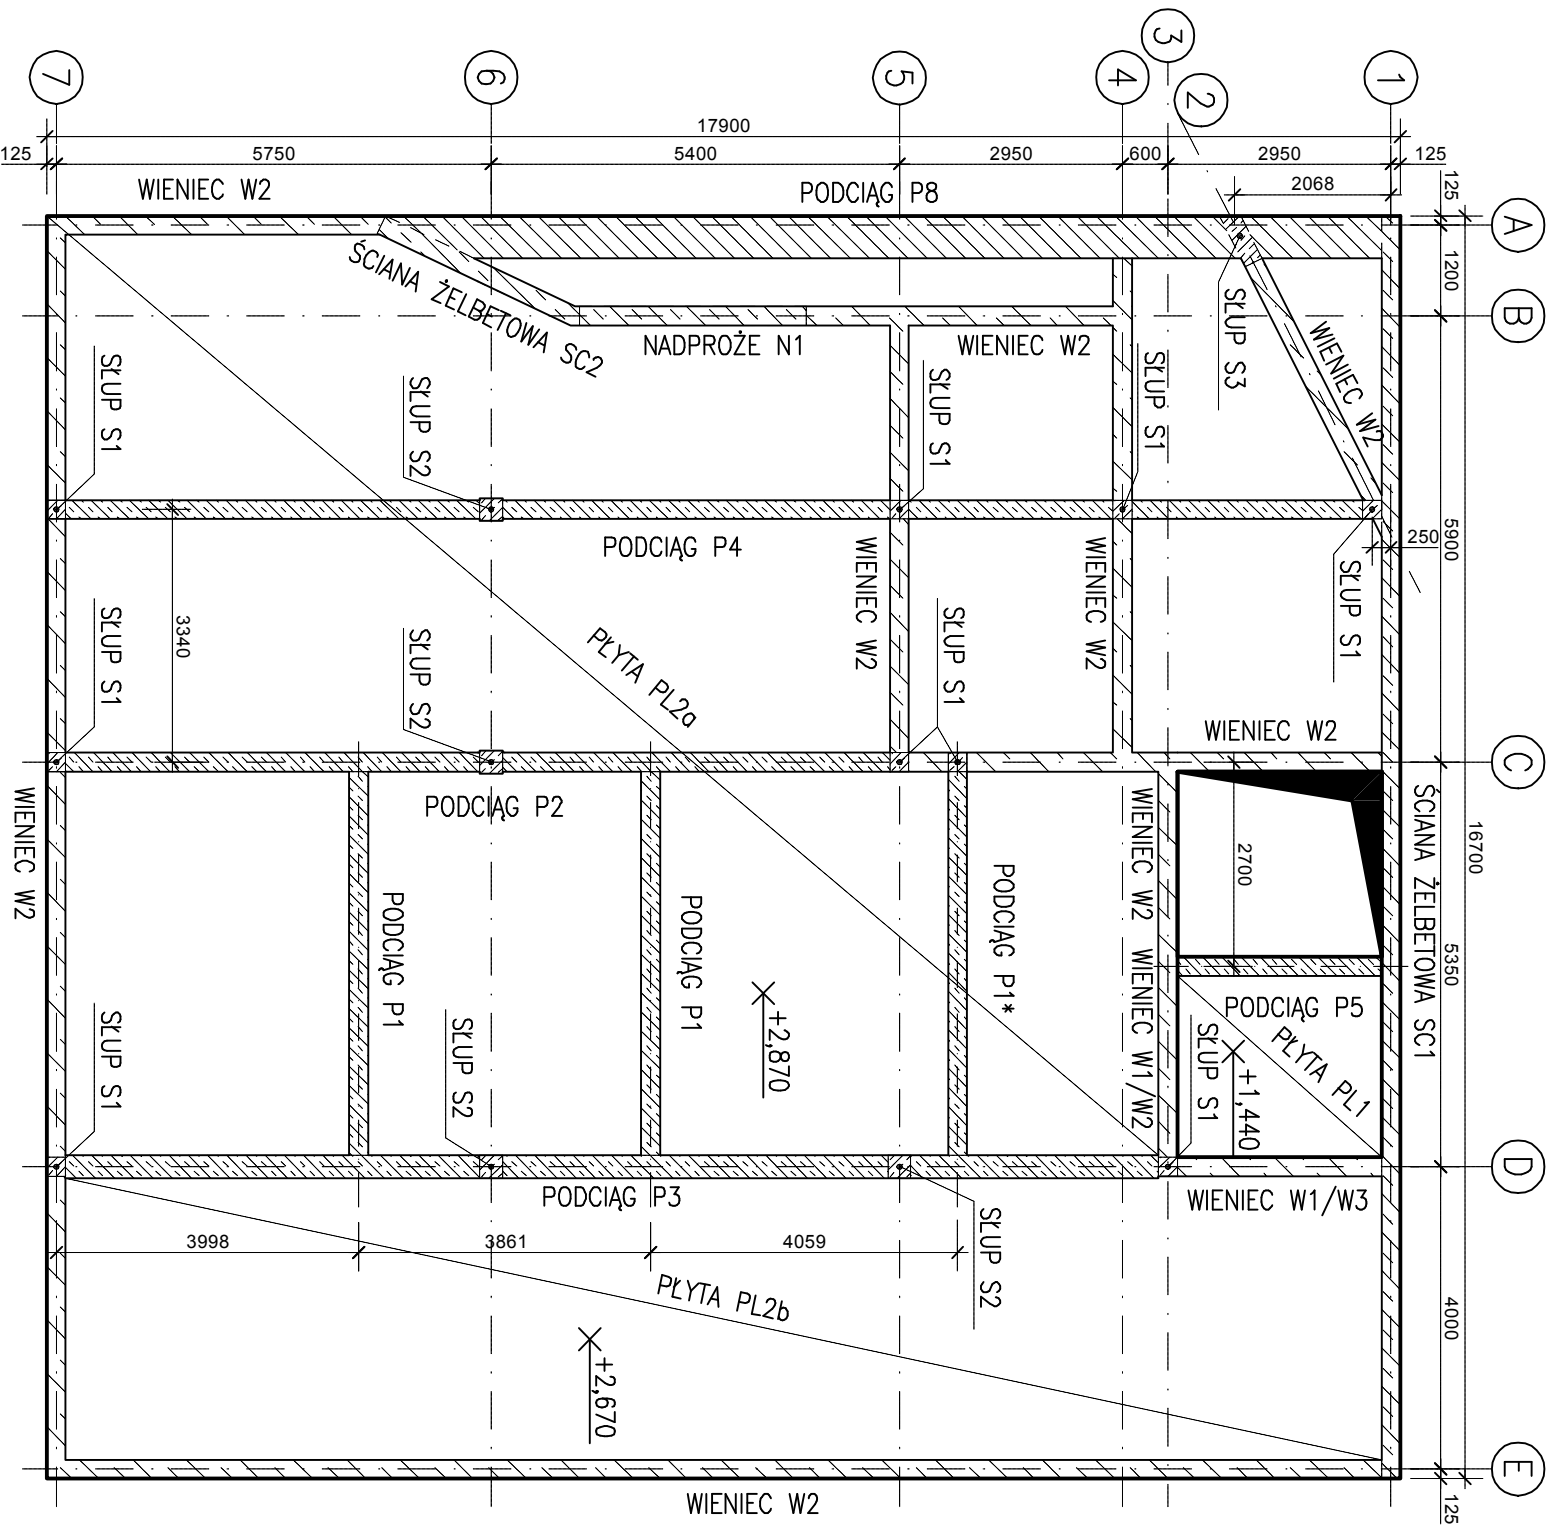 3
7
6
5
4
2
1
17900
125
5750
5400
2950
600
2950
125
2068
125
WIENIEC W2
PODCIĄG P8
A
1200
ŚCIANA ŻELBETOWA SC2
NADPROŻE N1
WIENIEC W2
SŁUP S3
WIENIEC W2
B
SŁUP S1
SŁUP S2
SŁUP S1
SŁUP S1
5900
250
PODCIĄG P4
WIENIEC W2
WIENIEC W2
SŁUP S1
SŁUP S1
3340
SŁUP S2
PŁYTA PL2a
SŁUP S1
WIENIEC W2
C
WIENIEC W2
PODCIĄG P2
WIENIEC W2
ŚCIANA ŻELBETOWA SC1
16700
2700
PODCIĄG P1
PODCIĄG P1
PODCIĄG P1*
5350
+2,870
WIENIEC W1/W2
PODCIĄG P5
PŁYTA PL1
SŁUP S1
+1,440
SŁUP S1
SŁUP S2
D
PODCIĄG P3
WIENIEC W1/W3
3998
3861
4059
SŁUP S2
PŁYTA PL2b
4000
+2,670
E
WIENIEC W2
125